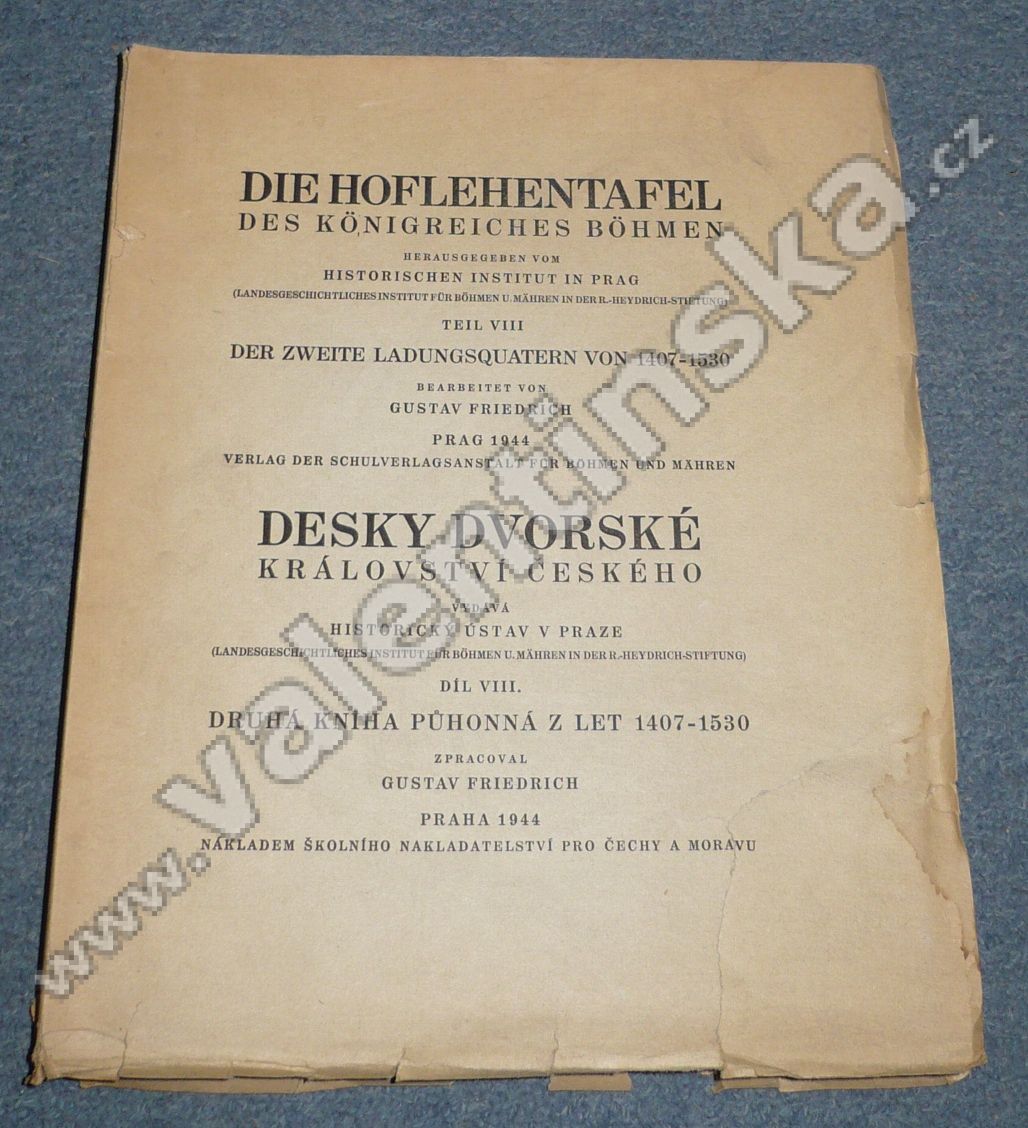 DIE HOFLEHENTAFEL
DES KÖNIGREICHES BÖHMEN
HERAUSGEGEBEN VOM
HISTORISCHEN INSTITUT IN PRAG
(LANDESGESCHICHTLICHES INSTITUT FÜR BÖHMEN U. MÄHREN IN DER R.-HEYDRICH-STIFTUNG)
TEIL VIII
DER ZWEITE LADUNGSQUATERN VON 1407-1530
BEARBEITET VON
GUSTAV FRIEDRICH
PRAG 1944
VERLAG DER SCHULVERLAGSANSTALT FÜR BÖHMEN UND MÄHREN
DESKY DVORSKÉ
KRÁLOVSTVÍ ČESKÉHO
VYDÁVÁ
HISTORICKÝ ÚSTAV V PRAZE
(LANDESGESCHICHTLICHES INSTITUT FÜR BÖHMEN U. MÄHREN IN DER R.-HEYDRICH-STIFTUNG)
DÍL VIII.
DRUHÁ KNIHA PŮHONNÁ Z LET 1407-1530
ZPRACOVAL
GUSTAV FRIEDRICH
PRAHA 1944
NÁKLADEM ŠKOLNÍHO NAKLADATELSTVÍ PRO ČECHY A MORAVU
www.valentinska.cz